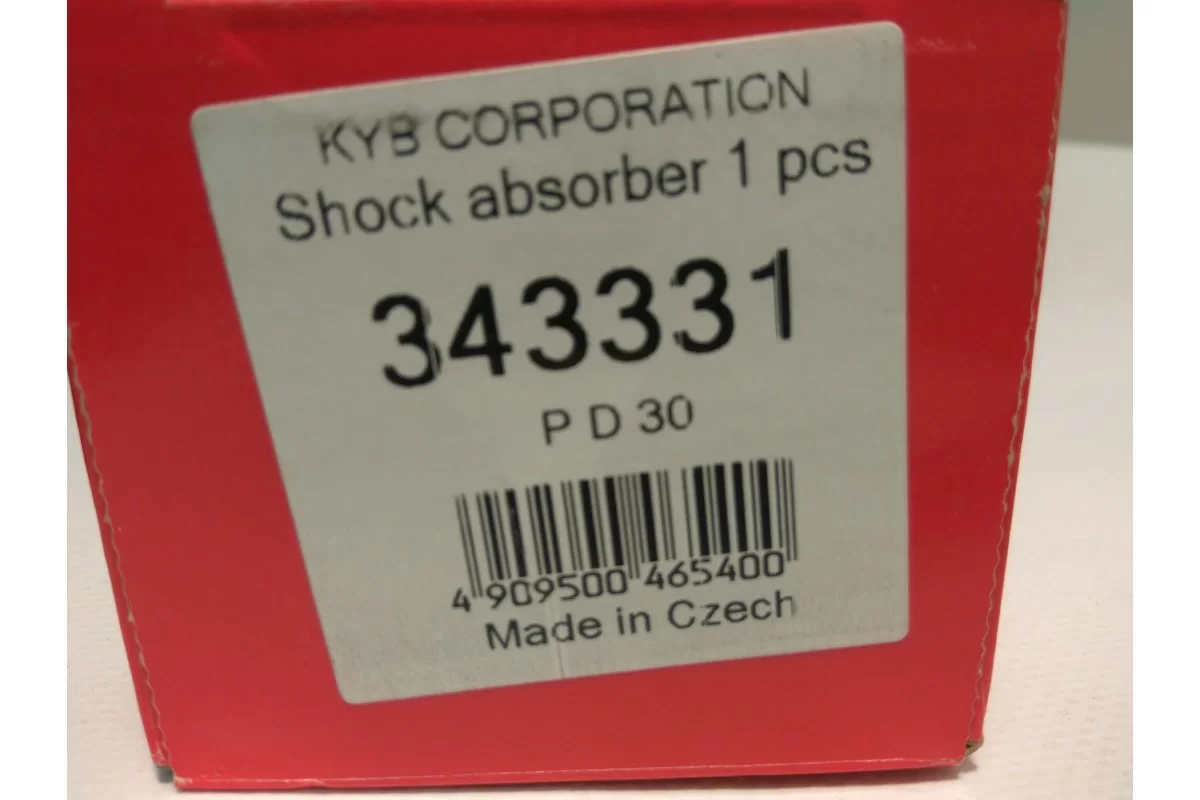 KYB CORPORATION
Shock absorber 1 pcs
343331
P D 30
4 909500 465400
Made in Czech